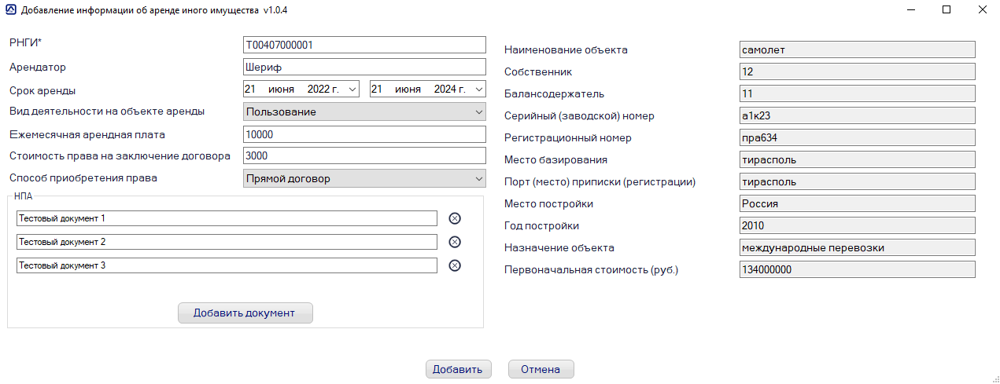 Добавление информации об аренде иного имущества v1.0.4
РНГИ* T00407000001
Арендатор Шериф
Срок аренды 21 июня 2022 г. 21 июня 2024 г.
Вид деятельности на объекте аренды Пользование
Ежемесячная арендная плата 10000
Стоимость права на заключение договора 3000
Способ приобретения права Прямой договор
НПА
Тестовый документ 1
Тестовый документ 2
Тестовый документ 3
Добавить документ
Наименование объекта самолет
Собственник 12
Балансодержатель 11
Серийный (заводской) номер а1к23
Регистрационный номер пра634
Место базирования тирасполь
Порт (место) приписки (регистрации) тирасполь
Место постройки Россия
Год постройки 2010
Назначение объекта международные перевозки
Первоначальная стоимость (руб.) 134000000
Добавить Отмена